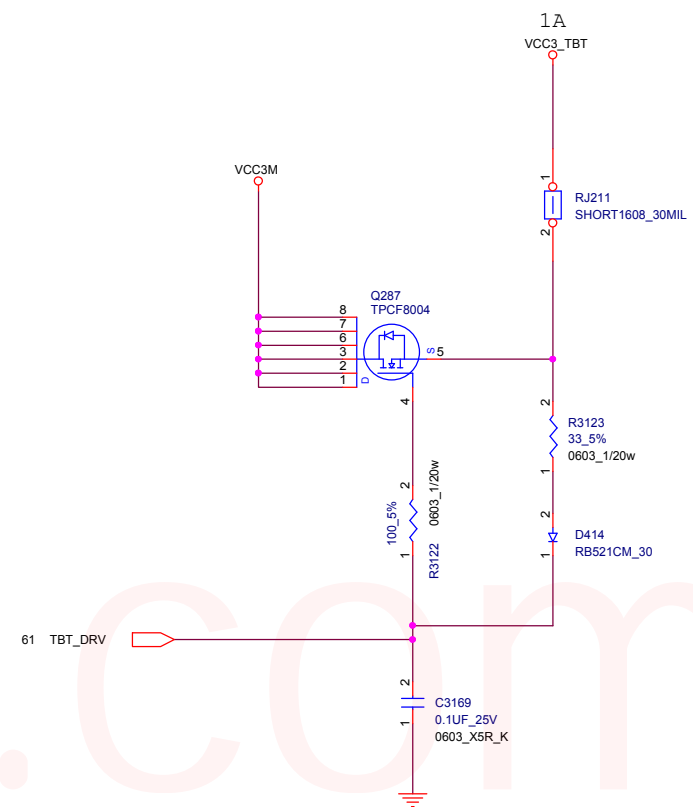 1A
VCC3_TBT
VCC3M
1
RJ211
SHORT1608_30MIL
2
Q287
TPCF8004
8
7
6
3
2
1
D
S 5
4
2
R3123
33_5%
0603_1/20w
1
2
100_5%
0603_1/20w
R3122
1
2
D414
RB521CM_30
1
61 TBT_DRV
2
C3169
0.1UF_25V
0603_X5R_K
1
.com